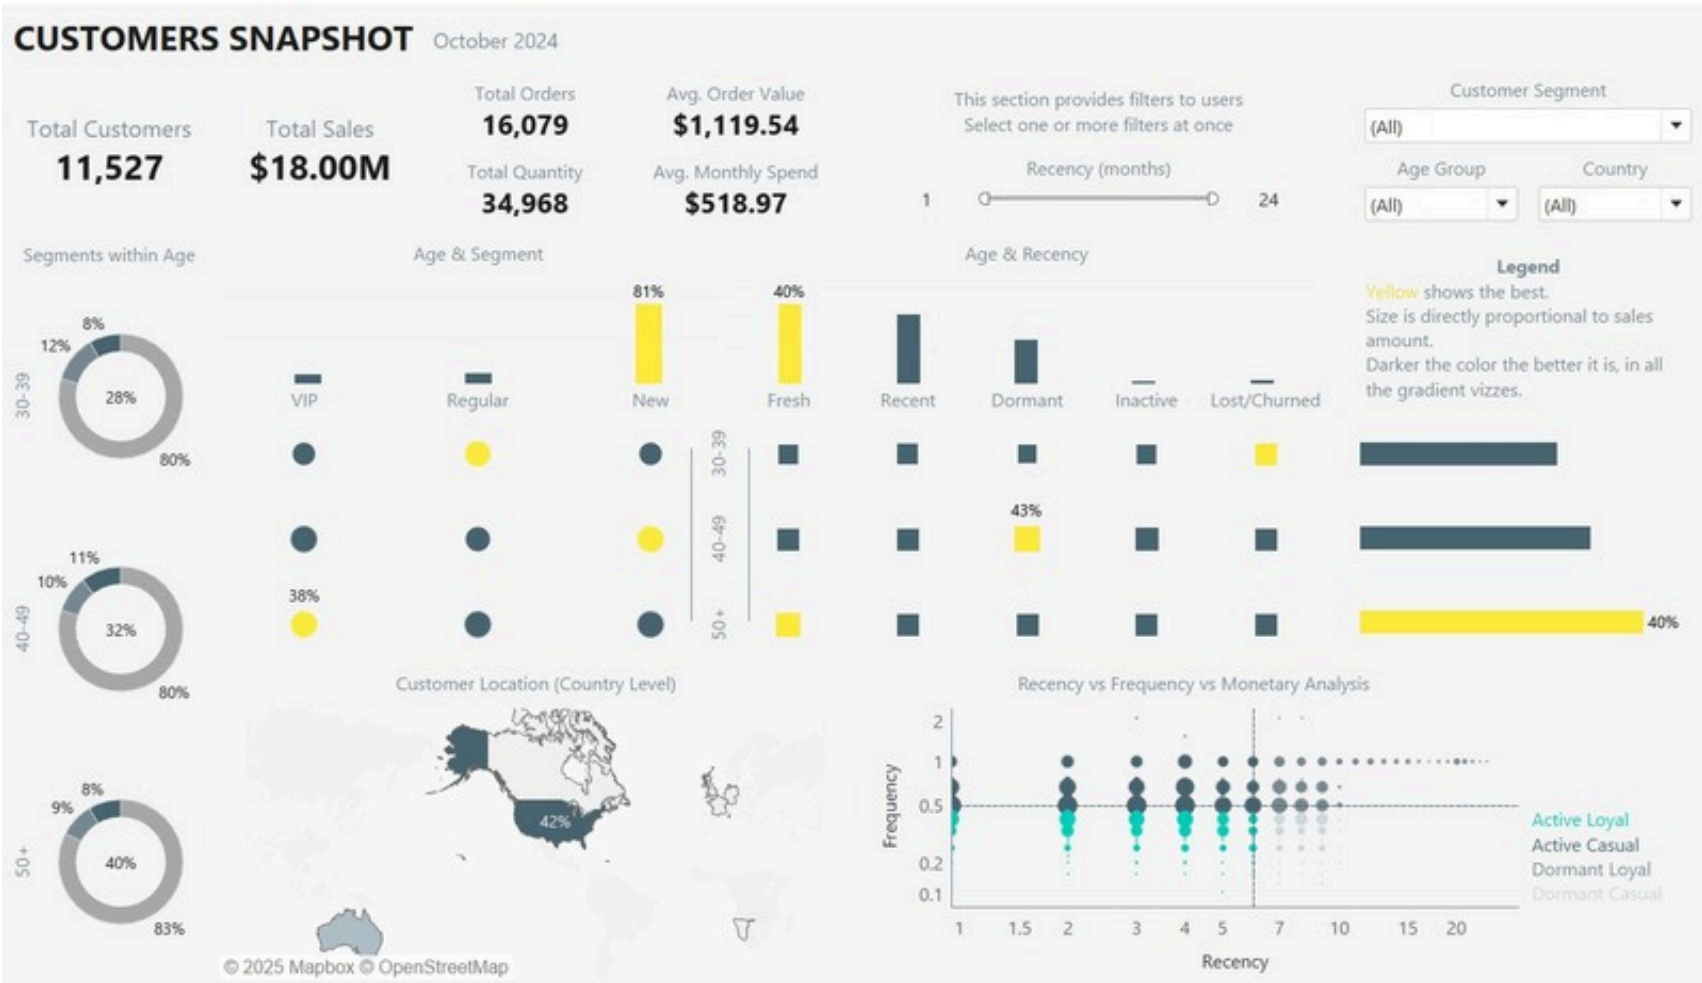 CUSTOMERS SNAPSHOT October 2024
Total Customers
11,527
Total Sales
$18.00M
Total Orders
16,079
Total Quantity
34,968
Avg. Order Value
$1,119.54
Avg. Monthly Spend
$518.97
This section provides filters to users
Select one or more filters at once
Recency (months)
1 24
Customer Segment
(All)
Age Group
(All)
Country
(All)
Segments within Age
30-39
8%
12%
28%
80%
40-49
11%
10%
32%
80%
50+
8%
9%
40%
83%
Age & Segment
81%
VIP Regular New
38%
Age & Recency
40%
Fresh Recent Dormant Inactive Lost/Churned
30-39
40-49
43%
50+
Legend
Yellow shows the best.
Size is directly proportional to sales
amount.
Darker the color the better it is, in all
the gradient vizzes.
40%
Customer Location (Country Level)
42%
© 2025 Mapbox © OpenStreetMap
Recency vs Frequency vs Monetary Analysis
Frequency
2
1
0.5
0.2
0.1
1 1.5 2 3 4 5 7 10 15 20
Recency
Active Loyal
Active Casual
Dormant Loyal
Dormant Casual